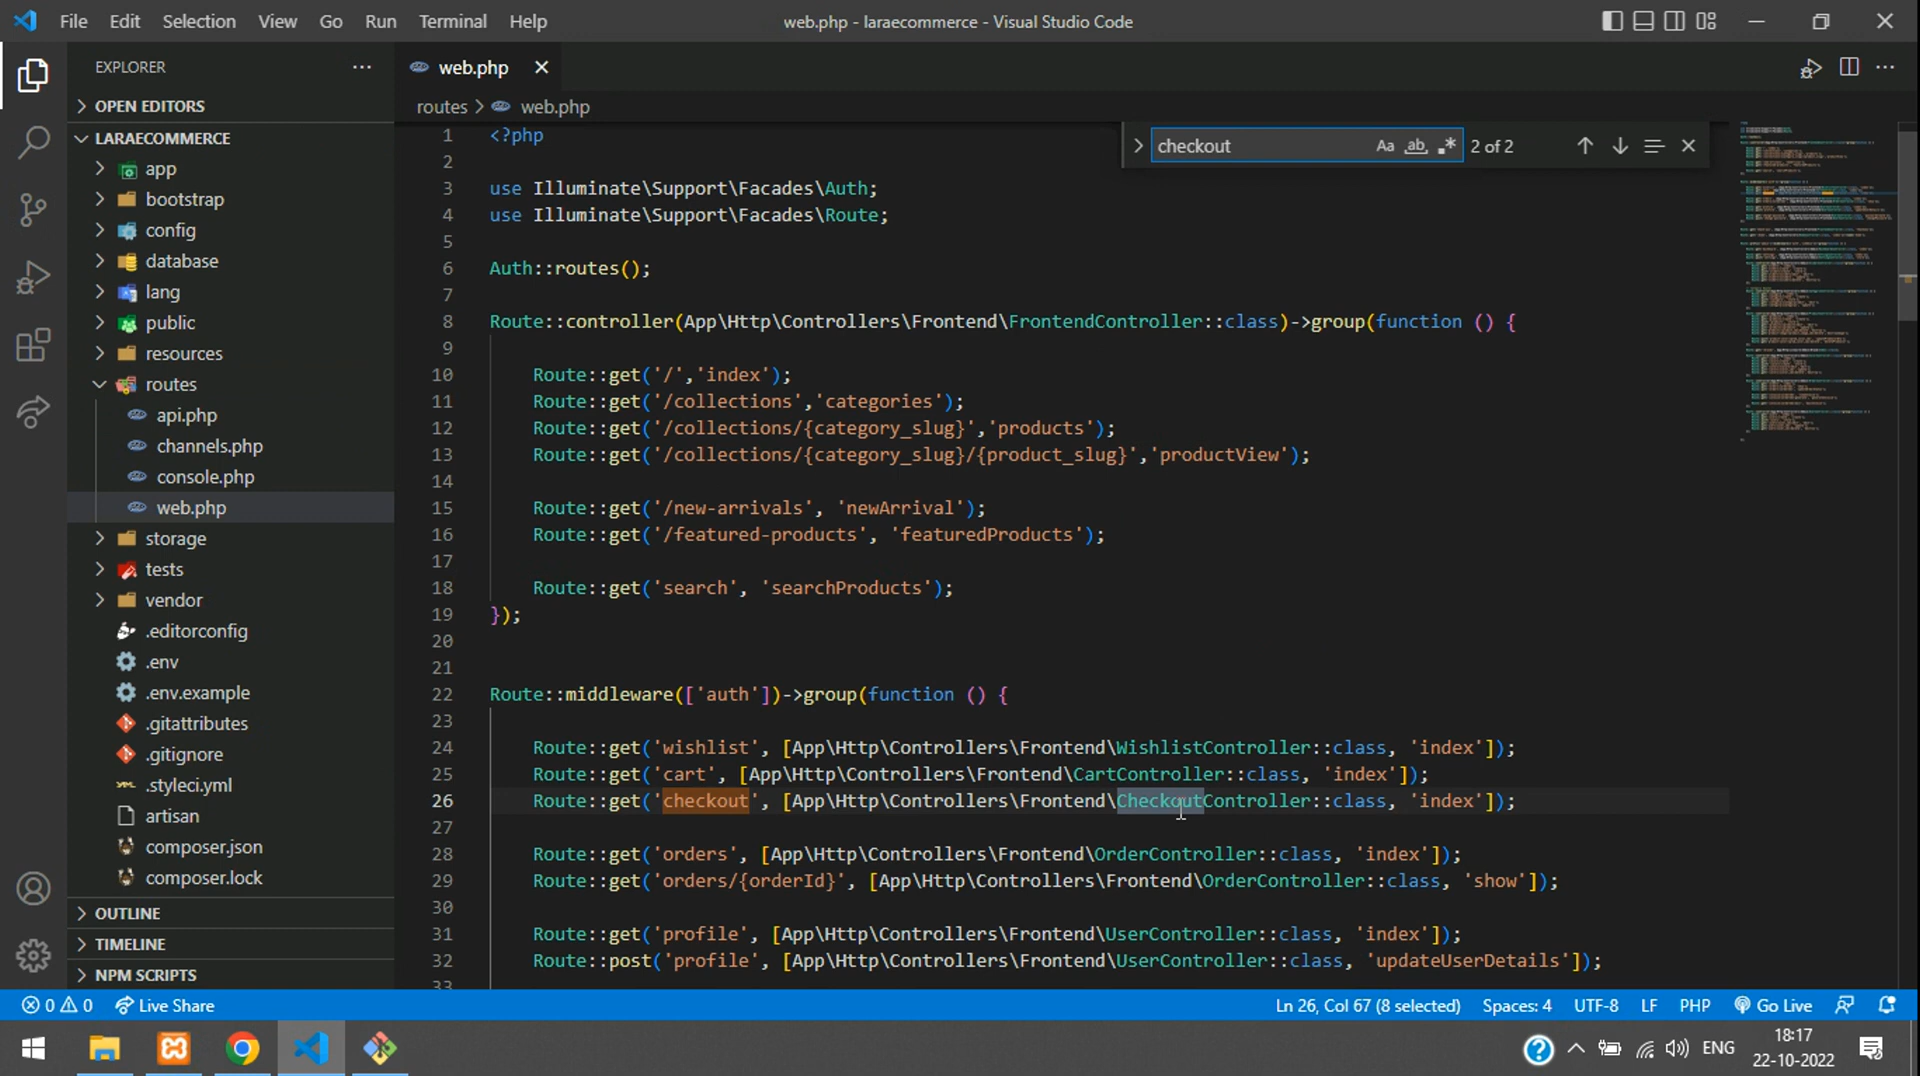 File Edit Selection View Go Run Terminal Help
web.php - laraecommerce - Visual Studio Code
EXPLORER
OPEN EDITORS
LARAECOMMERCE
app
bootstrap
config
database
lang
public
resources
routes
api.php
channels.php
console.php
web.php
storage
tests
vendor
.editorconfig
.env
.env.example
.gitattributes
.gitignore
.styleci.yml
artisan
composer.json
composer.lock
OUTLINE
TIMELINE
NPM SCRIPTS
web.php
routes > web.php
checkout Aa ab .* 2 of 2
1 <?php
2
3 use Illuminate\Support\Facades\Auth;
4 use Illuminate\Support\Facades\Route;
5
6 Auth::routes();
7
8 Route::controller(App\Http\Controllers\Frontend\FrontendController::class)->group(function () {
9
10 Route::get('/','index');
11 Route::get('/collections','categories');
12 Route::get('/collections/{category_slug}','products');
13 Route::get('/collections/{category_slug}/{product_slug}','productView');
14
15 Route::get('/new-arrivals', 'newArrival');
16 Route::get('/featured-products', 'featuredProducts');
17
18 Route::get('search', 'searchProducts');
19 });
20
21
22 Route::middleware(['auth'])->group(function () {
23
24 Route::get('wishlist', [App\Http\Controllers\Frontend\WishlistController::class, 'index']);
25 Route::get('cart', [App\Http\Controllers\Frontend\CartController::class, 'index']);
26 Route::get('checkout', [App\Http\Controllers\Frontend\CheckoutController::class, 'index']);
27
28 Route::get('orders', [App\Http\Controllers\Frontend\OrderController::class, 'index']);
29 Route::get('orders/{orderId}', [App\Http\Controllers\Frontend\OrderController::class, 'show']);
30
31 Route::get('profile', [App\Http\Controllers\Frontend\UserController::class, 'index']);
32 Route::post('profile', [App\Http\Controllers\Frontend\UserController::class, 'updateUserDetails']);
33
0 0 Live Share
Ln 26, Col 67 (8 selected) Spaces: 4 UTF-8 LF PHP Go Live
ENG
18:17
22-10-2022